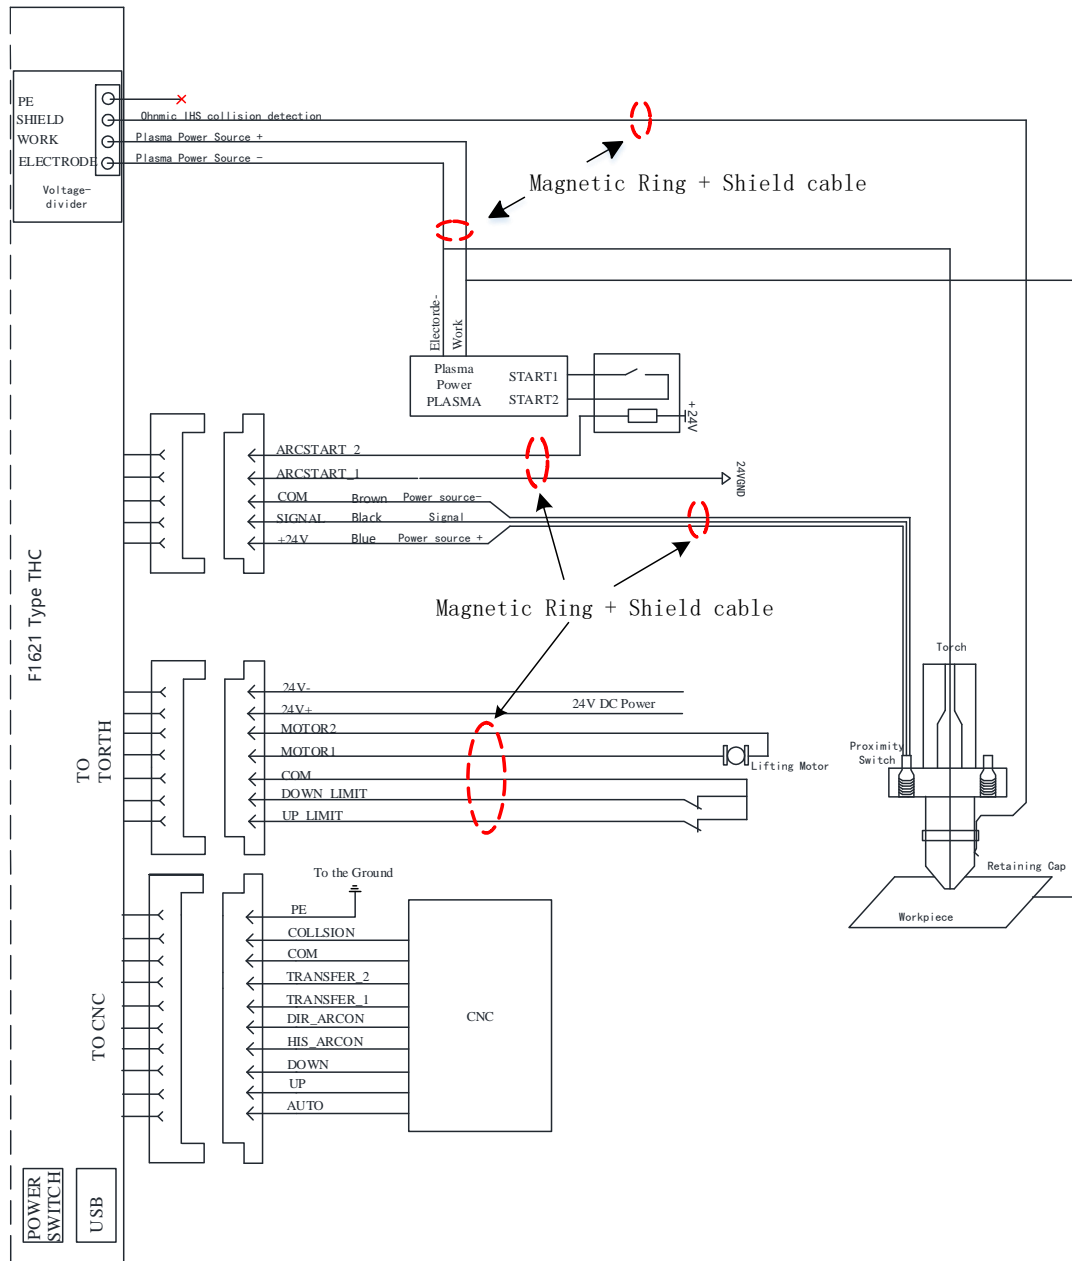 PE
SHIELD
WORK
ELECTRODE
Voltage-
divider
Ohnmic IHS collision detection
Plasma Power Source +
Plasma Power Source -
Magnetic Ring + Shield cable
Electorde-
Work
Plasma
Power
PLASMA
START1
START2
+24V
ARCSTART_2
ARCSTART_1
24VGND
COM Brown Power source-
SIGNAL Black Signal
+24V Blue Power source +
Magnetic Ring + Shield cable
F1621 Type THC
TO
TORTH
24V-
24V+
24V DC Power
MOTOR2
MOTOR1
Lifting Motor
COM
DOWN_LIMIT
UP_LIMIT
Torch
Proximity
Switch
Retaining Cap
Workpiece
To the Ground
TO CNC
PE
COLLSION
COM
TRANSFER_2
TRANSFER_1
DIR_ARCON
HIS_ARCON
DOWN
UP
AUTO
CNC
POWER
SWITCH
USB